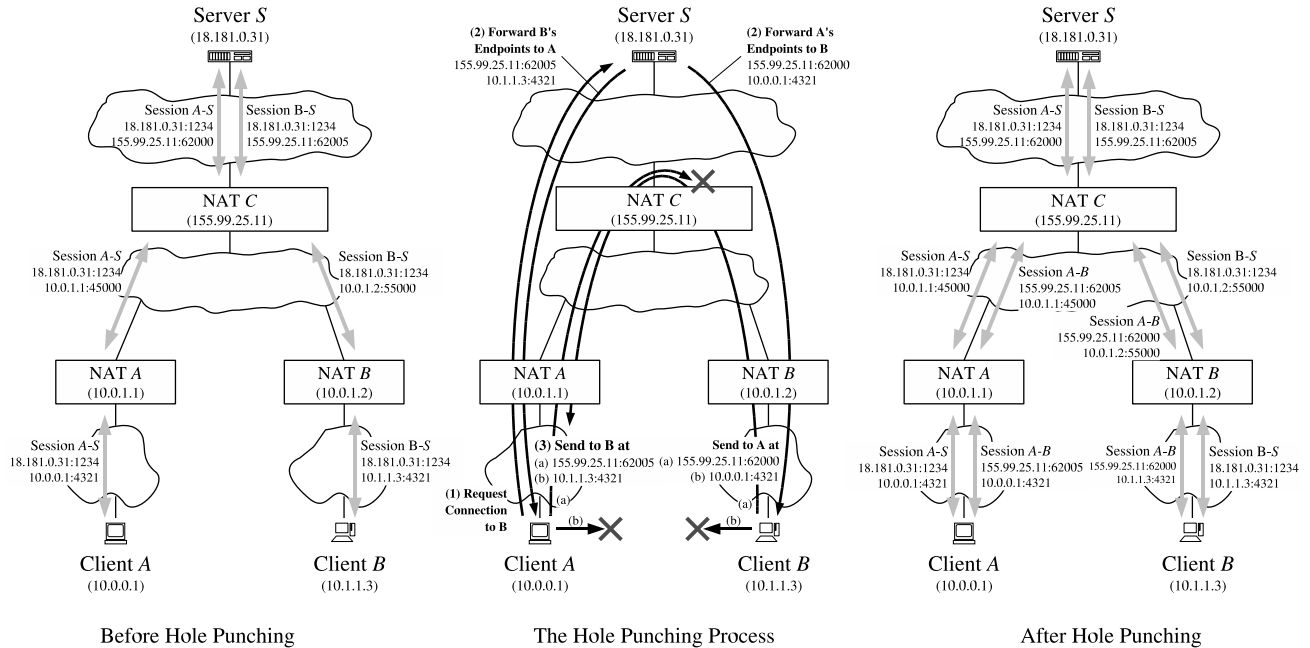 Server S
(18.181.0.31)
Session A-S
18.181.0.31:1234
155.99.25.11:62000
Session B-S
18.181.0.31:1234
155.99.25.11:62005
NAT C
(155.99.25.11)
Session A-S
18.181.0.31:1234
10.0.1.1:45000
Session B-S
18.181.0.31:1234
10.0.1.2:55000
NAT A
(10.0.1.1)
NAT B
(10.0.1.2)
Session A-S
18.181.0.31:1234
10.0.0.1:4321
Session B-S
18.181.0.31:1234
10.1.1.3:4321
Client A
(10.0.0.1)
Client B
(10.1.1.3)
Before Hole Punching
Server S
(18.181.0.31)
(2) Forward B's
Endpoints to A
155.99.25.11:62005
10.1.1.3:4321
(2) Forward A's
Endpoints to B
155.99.25.11:62000
10.0.0.1:4321
NAT C
(155.99.25.11)
NAT A
(10.0.1.1)
NAT B
(10.0.1.2)
(3) Send to B at
(a) 155.99.25.11:62005
(b) 10.1.1.3:4321
Send to A at
(a) 155.99.25.11:62000
(b) 10.0.0.1:4321
(1) Request
Connection
to B
(a)
(b)
(a)
(b)
Client A
(10.0.0.1)
Client B
(10.1.1.3)
The Hole Punching Process
Server S
(18.181.0.31)
Session A-S
18.181.0.31:1234
155.99.25.11:62000
Session B-S
18.181.0.31:1234
155.99.25.11:62005
NAT C
(155.99.25.11)
Session A-S
18.181.0.31:1234
10.0.1.1:45000
Session A-B
155.99.25.11:62005
10.0.1.1:45000
Session B-S
18.181.0.31:1234
10.0.1.2:55000
Session A-B
155.99.25.11:62000
10.0.1.2:55000
NAT A
(10.0.1.1)
NAT B
(10.0.1.2)
Session A-S
18.181.0.31:1234
10.0.0.1:4321
Session A-B
155.99.25.11:62005
10.0.0.1:4321
Session A-B
155.99.25.11:62000
10.1.1.3:4321
Session B-S
18.181.0.31:1234
10.1.1.3:4321
Client A
(10.0.0.1)
Client B
(10.1.1.3)
After Hole Punching